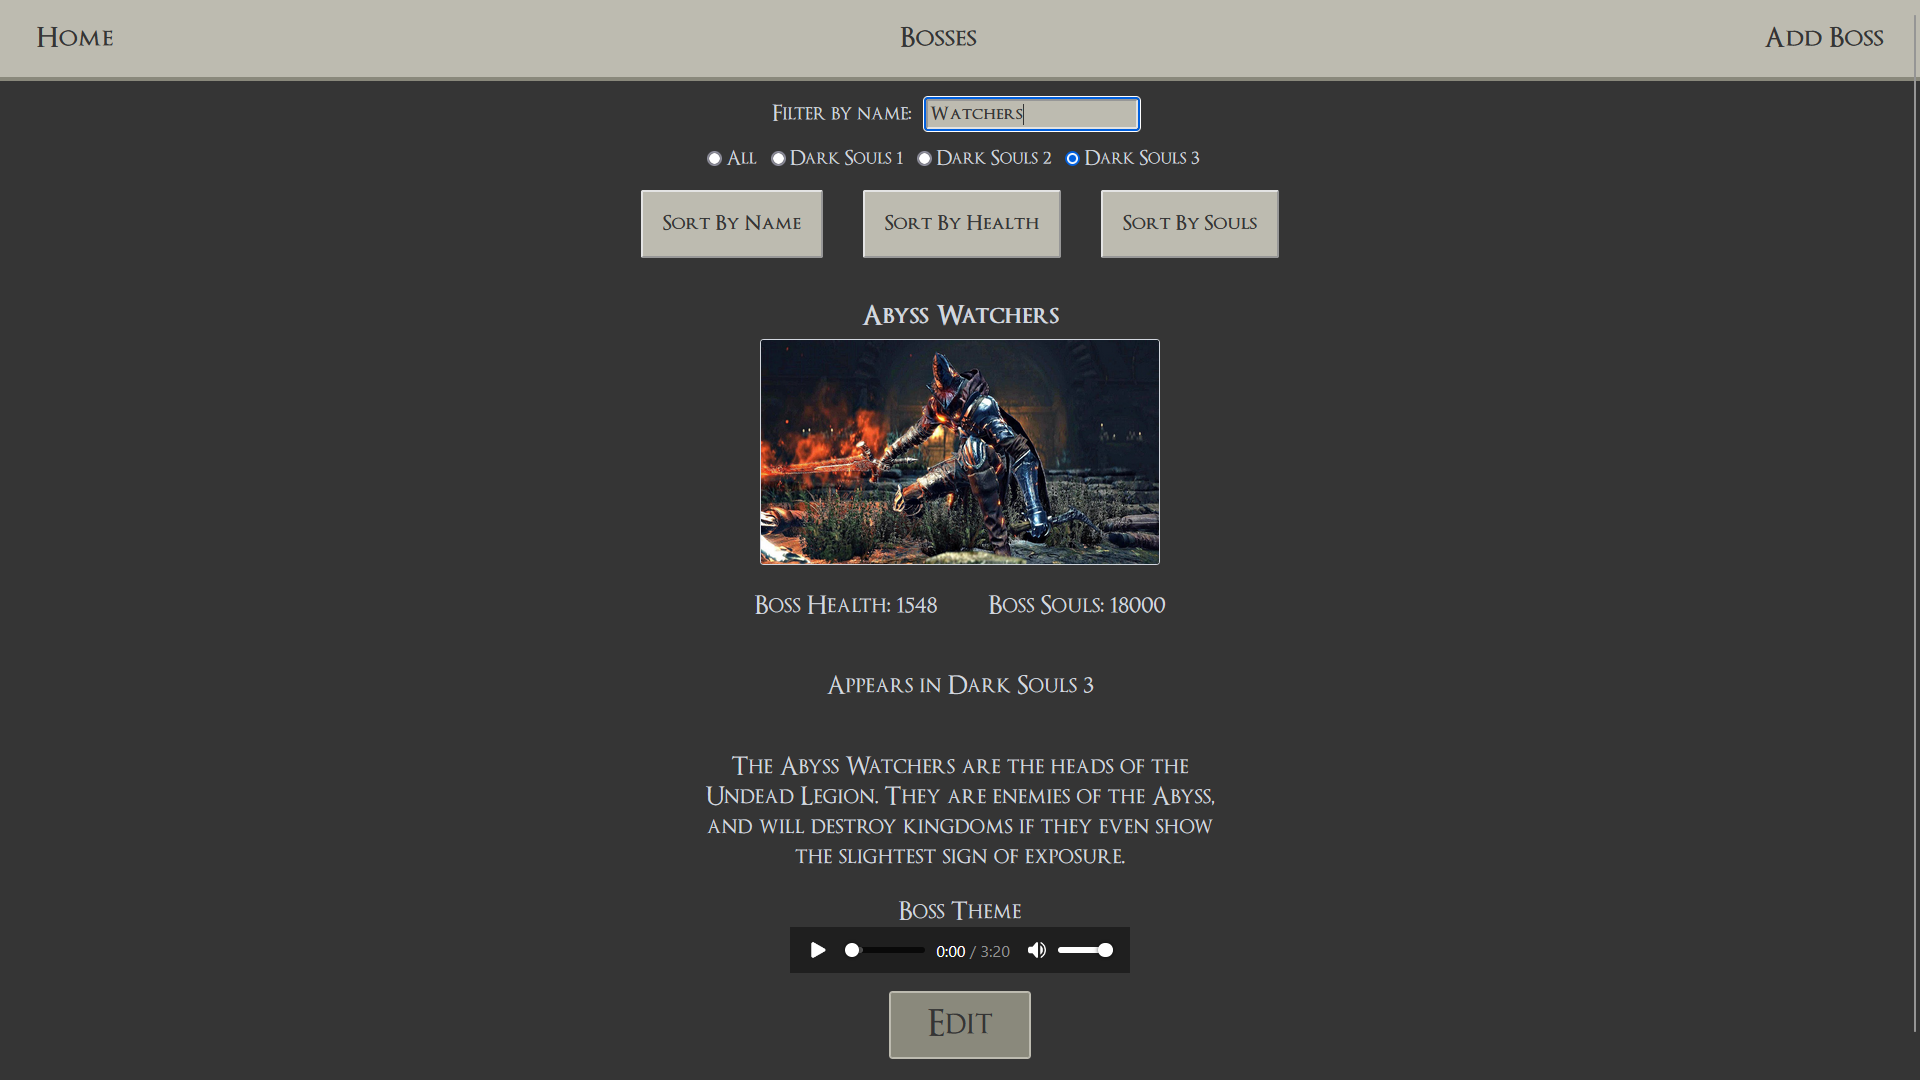 Home
Bosses
Add Boss
Filter by name: Watchers
All Dark Souls 1 Dark Souls 2 Dark Souls 3
Sort By Name
Sort By Health
Sort By Souls
Abyss Watchers
Boss Health: 1548 Boss Souls: 18000
Appears in Dark Souls 3
The Abyss Watchers are the heads of the
Undead Legion. They are enemies of the Abyss,
and will destroy kingdoms if they even show
the slightest sign of exposure.
Boss Theme
0:00 / 3:20
Edit